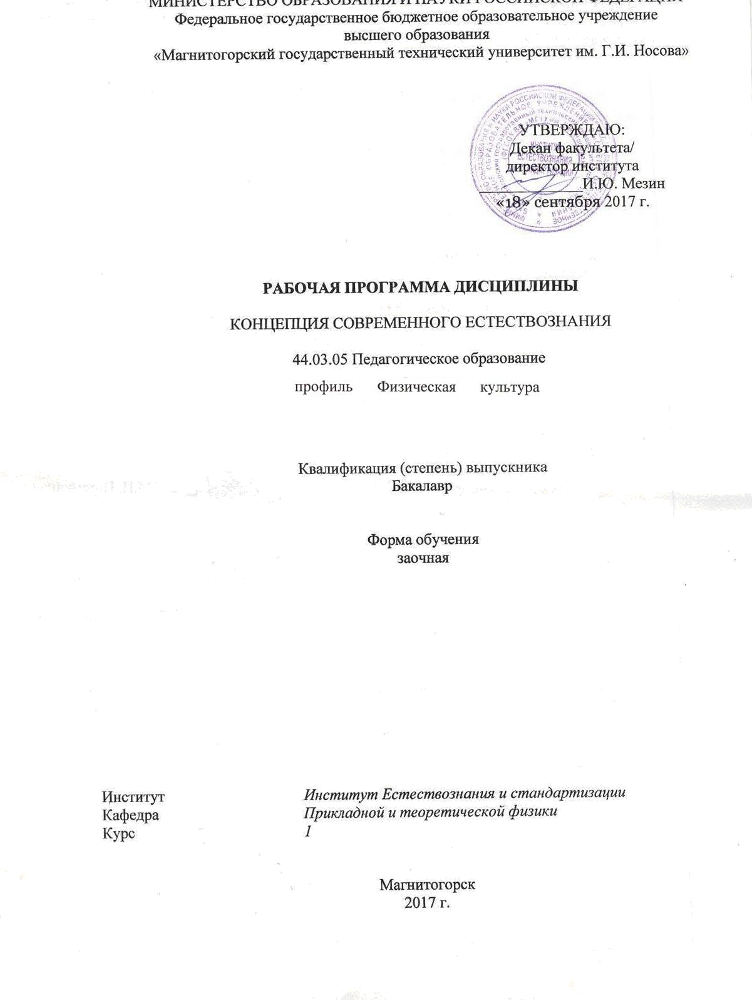 МИНИСТЕРСТВО ОБРАЗОВАНИЯ И НАУКИ РОССИЙСКОЙ ФЕДЕРАЦИИ
Федеральное государственное бюджетное образовательное учреждение
высшего образования
«Магнитогорский государственный технический университет им. Г.И. Носова»
УТВЕРЖДАЮ:
Декан факультета/
директор института
И.Ю. Мезин
«18» сентября 2017 г.
РАБОЧАЯ ПРОГРАММА ДИСЦИПЛИНЫ
КОНЦЕПЦИЯ СОВРЕМЕННОГО ЕСТЕСТВОЗНАНИЯ
44.03.05 Педагогическое образование
профиль Физическая культура
Квалификация (степень) выпускника
Бакалавр
Форма обучения
заочная
Институт Институт Естествознания и стандартизации
Кафедра Прикладной и теоретической физики
Курс 1
Магнитогорск
2017 г.